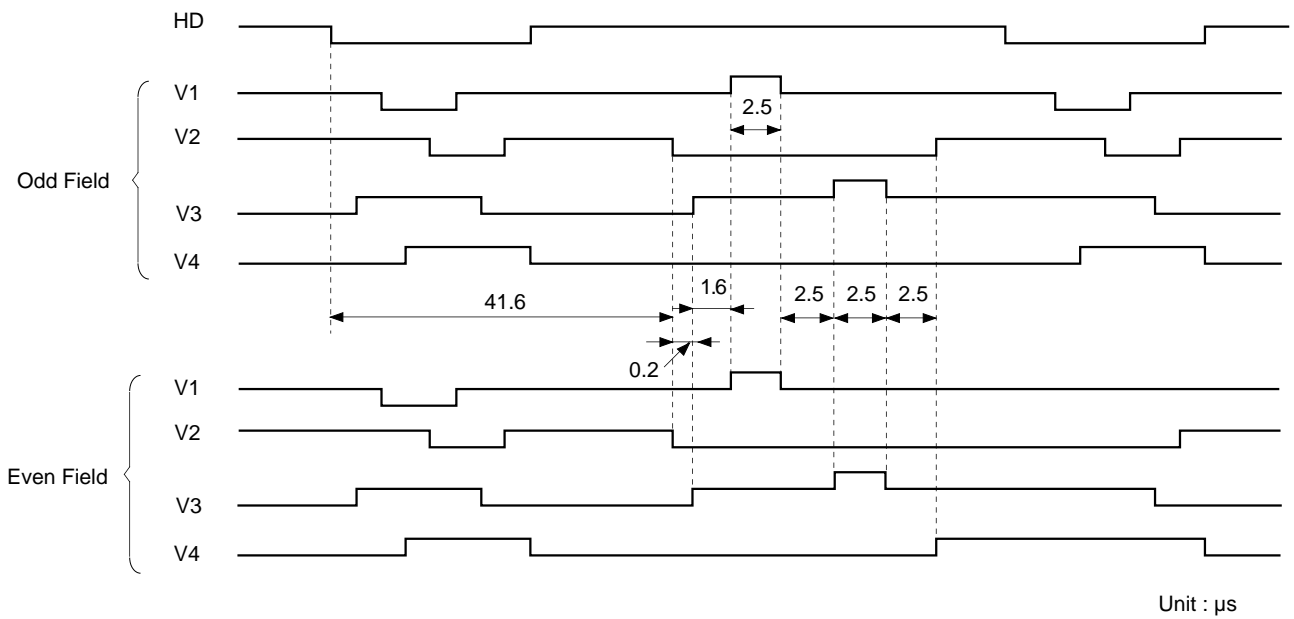 HD
V1
2.5
V2
Odd Field
V3
V4
1.6
2.5
2.5
2.5
41.6
0.2
V1
V2
Even Field
V3
V4
Unit : μs